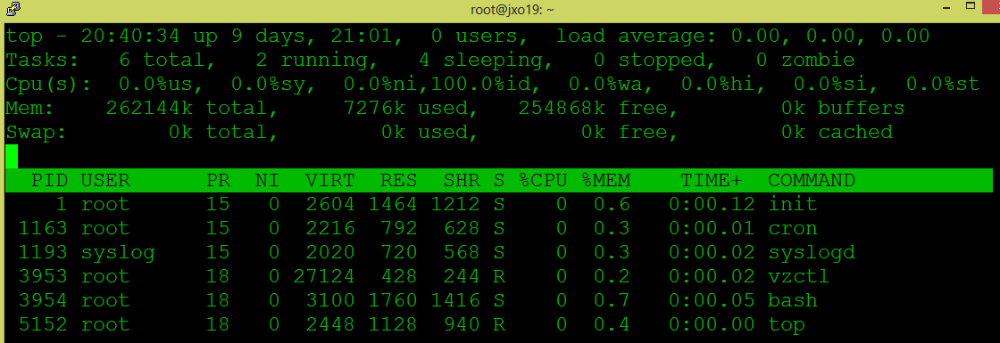 root@jxo19: ~
top - 20:40:34 up 9 days, 21:01,  0 users,  load average: 0.00, 0.00, 0.00
Tasks:   6 total,   2 running,   4 sleeping,   0 stopped,   0 zombie
Cpu(s):  0.0%us,  0.0%sy,  0.0%ni,100.0%id,  0.0%wa,  0.0%hi,  0.0%si,  0.0%st
Mem:    262144k total,     7276k used,   254868k free,        0k buffers
Swap:        0k total,        0k used,        0k free,        0k cached
PID USER      PR  NI  VIRT  RES  SHR S %CPU %MEM    TIME+  COMMAND
1 root      15   0  2604 1464 1212 S    0  0.6   0:00.12 init
1163 root      15   0  2216  792  628 S    0  0.3   0:00.01 cron
1193 syslog    15   0  2020  720  568 S    0  0.3   0:00.02 syslogd
3953 root      18   0 27124  428  244 R    0  0.2   0:00.02 vzctl
3954 root      18   0  3100 1760 1416 S    0  0.7   0:00.05 bash
5152 root      18   0  2448 1128  940 R    0  0.4   0:00.00 top